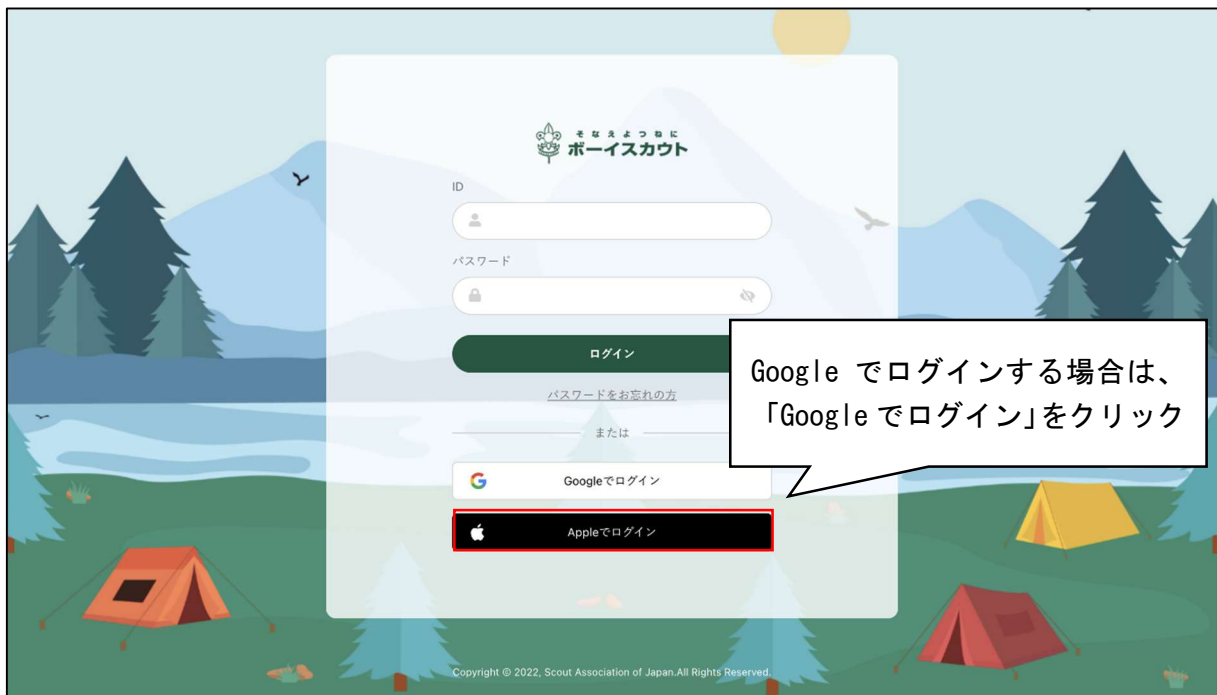 そなえよつねに
ボーイスカウト
ID
パスワード
ログイン
パスワードをお忘れの方
または
Googleでログイン
Appleでログイン
Google でログインする場合は、
「Google でログイン」をクリック
Copyright © 2022, Scout Association of Japan.All Rights Reserved.